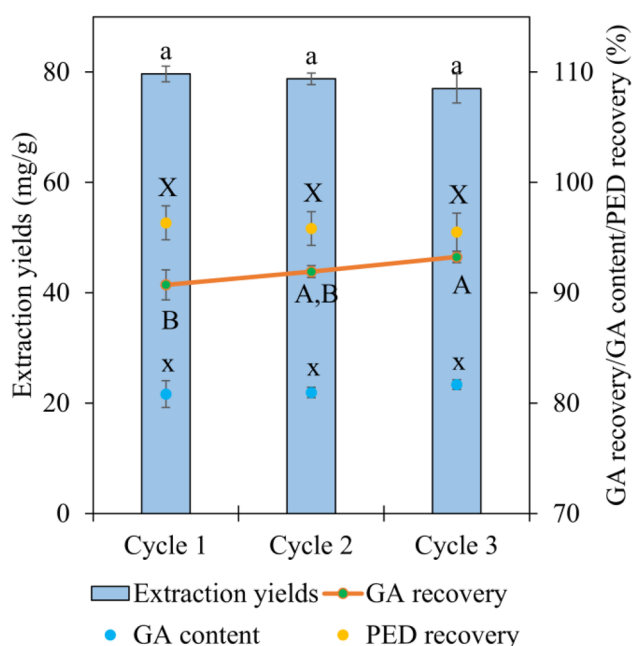 Extraction yields (mg/g)
80
60
40
20
0
a
a
a
X
X
X
B
A,B
A
x
x
x
110
100
90
80
70
GA recovery/GA content/PED recovery (%)
Cycle 1 Cycle 2 Cycle 3
Extraction yields GA recovery
GA content PED recovery